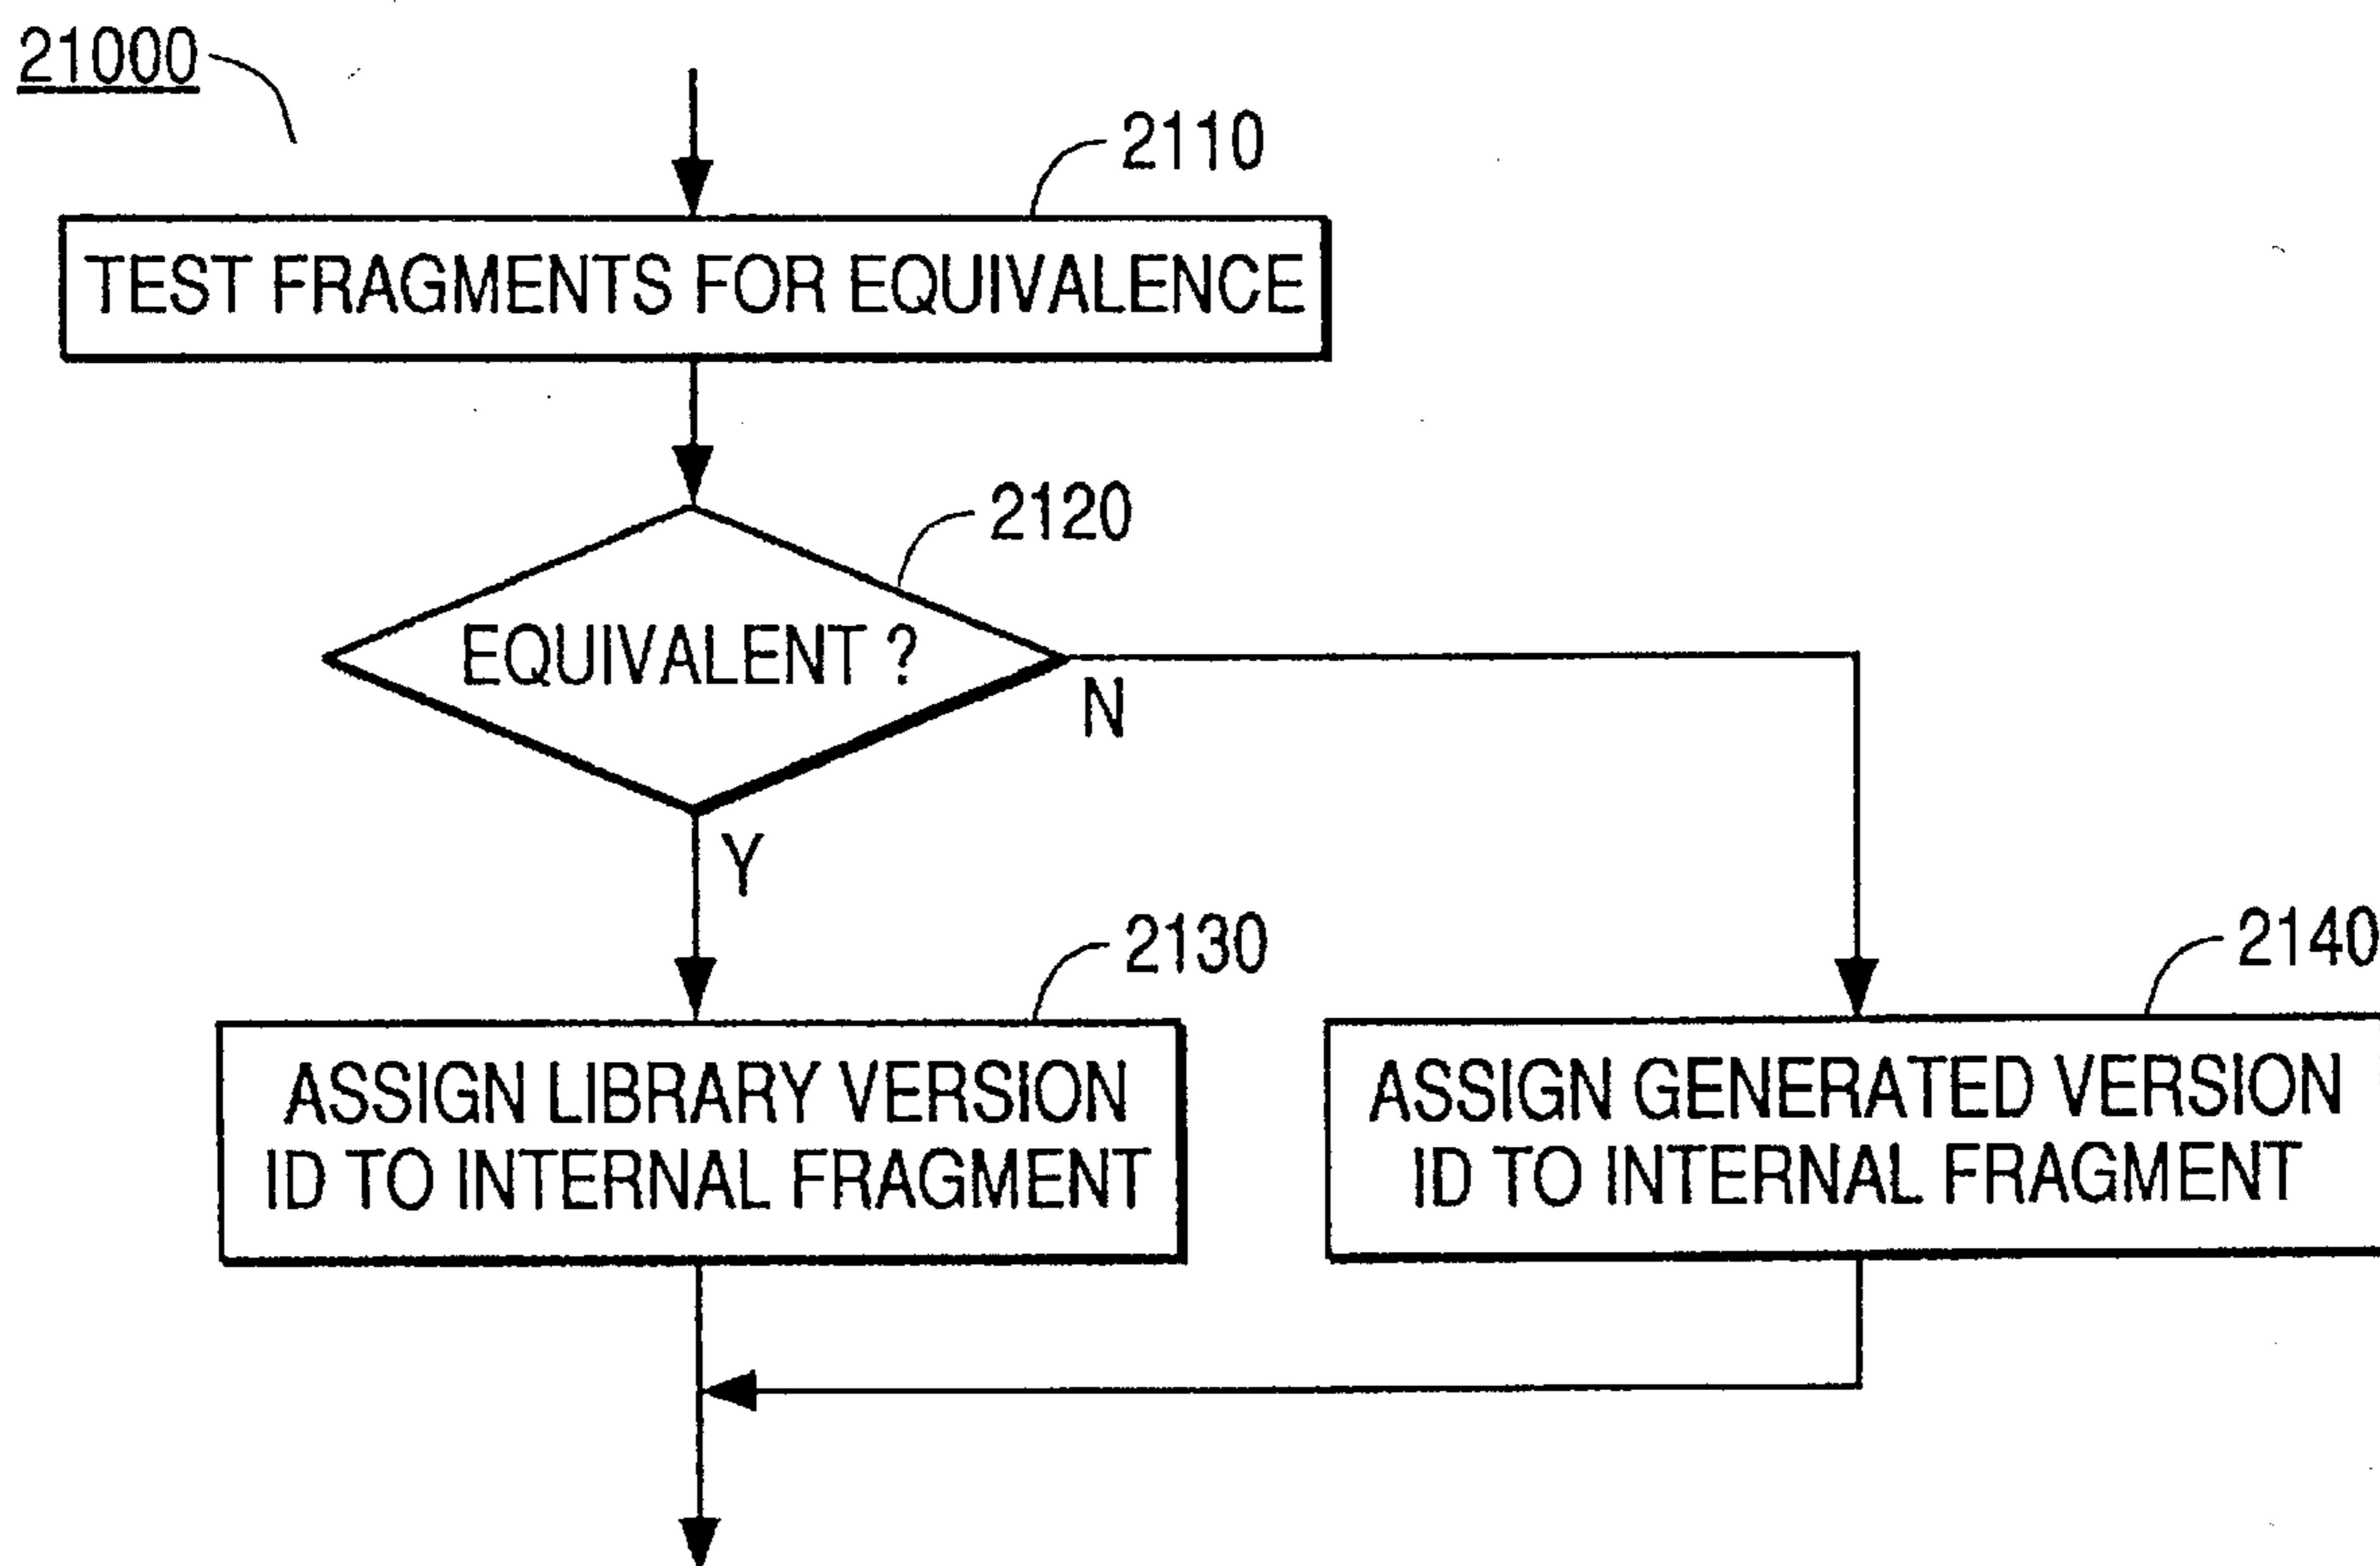 21000
2110
TEST FRAGMENTS FOR EQUIVALENCE
2120
EQUIVALENT ?
N
Y
2130
2140
ASSIGN LIBRARY VERSION
ID TO INTERNAL FRAGMENT
ASSIGN GENERATED VERSION
ID TO INTERNAL FRAGMENT